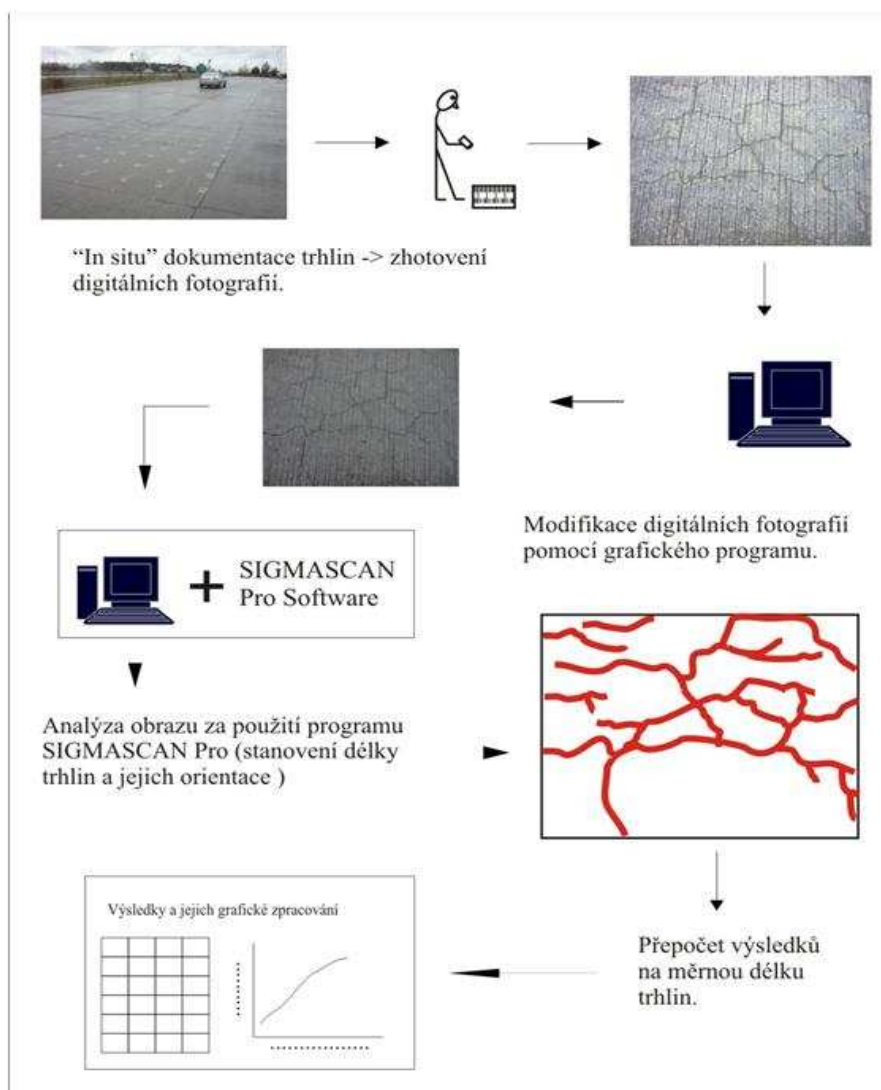 “In situ” dokumentace trhlin -> zhotovení
digitálních fotografií.
Modifikace digitálních fotografií
pomocí grafického programu.
SIGMASCAN
Pro Software
Analýza obrazu za použití programu
SIGMASCAN Pro (stanovení délky
trhlin a jejich orientace )
Přepočet výsledků
na měrnou délku
trhlin.
Výsledky a jejich grafické zpracování